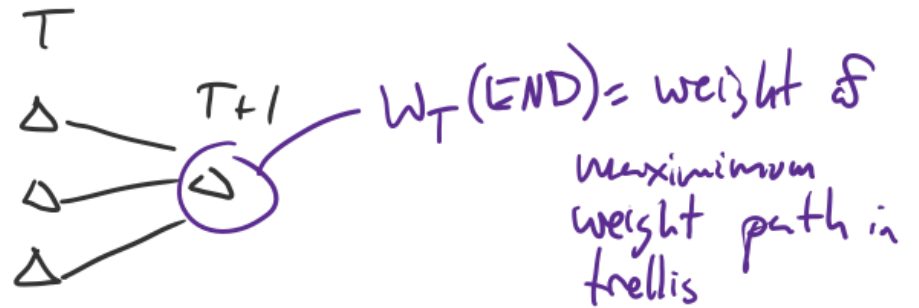 T
T+1
W_T(END)= weight of
maximimum
weight path in
trellis